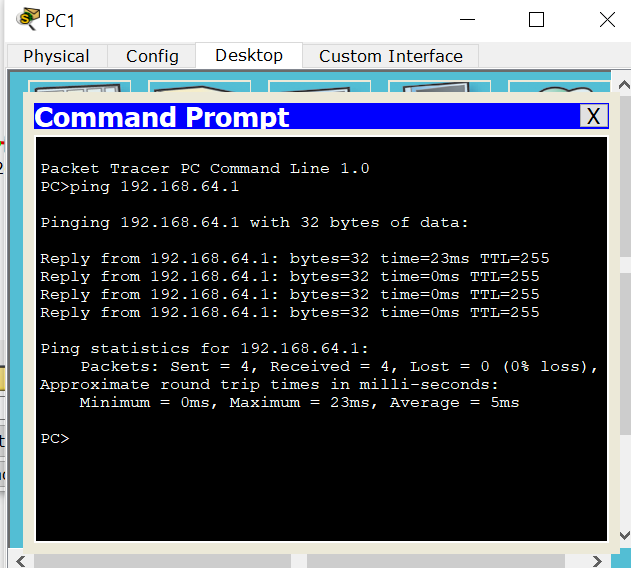 PC1
Physical Config Desktop Custom Interface
Command Prompt X
Packet Tracer PC Command Line 1.0
PC>ping 192.168.64.1
Pinging 192.168.64.1 with 32 bytes of data:
Reply from 192.168.64.1: bytes=32 time=23ms TTL=255
Reply from 192.168.64.1: bytes=32 time=0ms TTL=255
Reply from 192.168.64.1: bytes=32 time=0ms TTL=255
Reply from 192.168.64.1: bytes=32 time=0ms TTL=255
Ping statistics for 192.168.64.1:
Packets: Sent = 4, Received = 4, Lost = 0 (0% loss),
Approximate round trip times in milli-seconds:
Minimum = 0ms, Maximum = 23ms, Average = 5ms
PC>